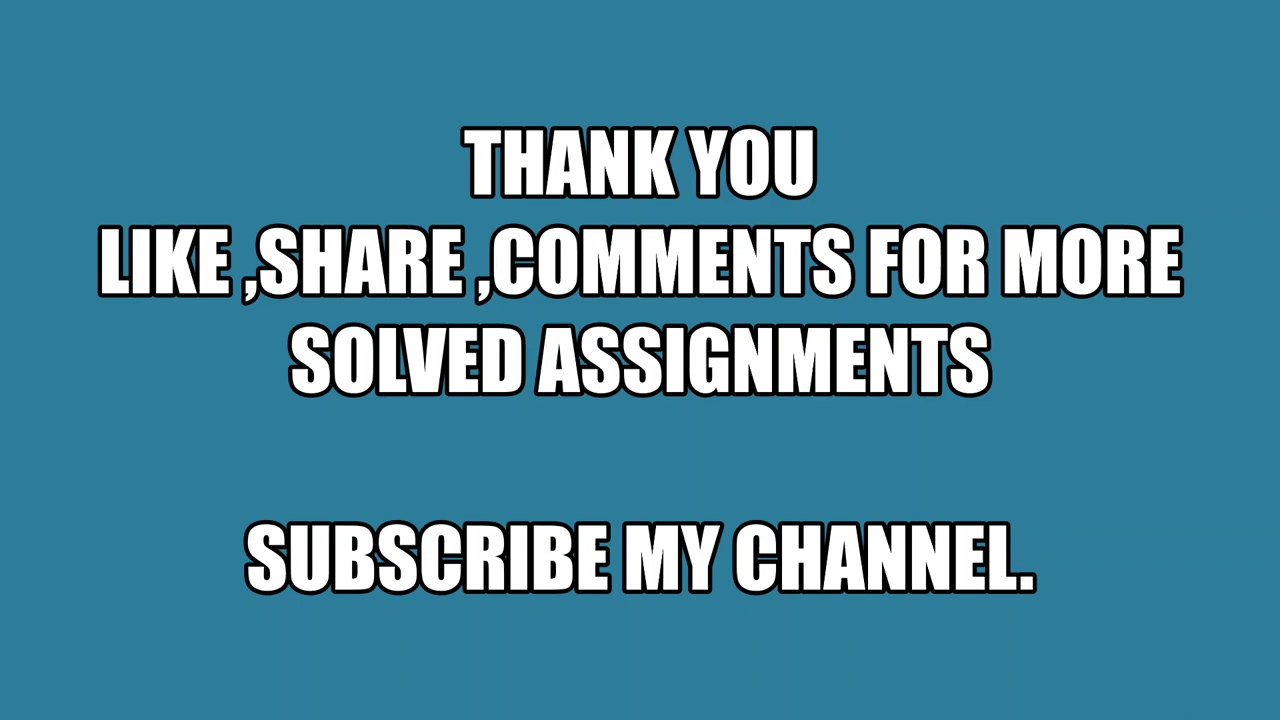 THANK YOU
LIKE ,SHARE ,COMMENTS FOR MORE
SOLVED ASSIGNMENTS
SUBSCRIBE MY CHANNEL.